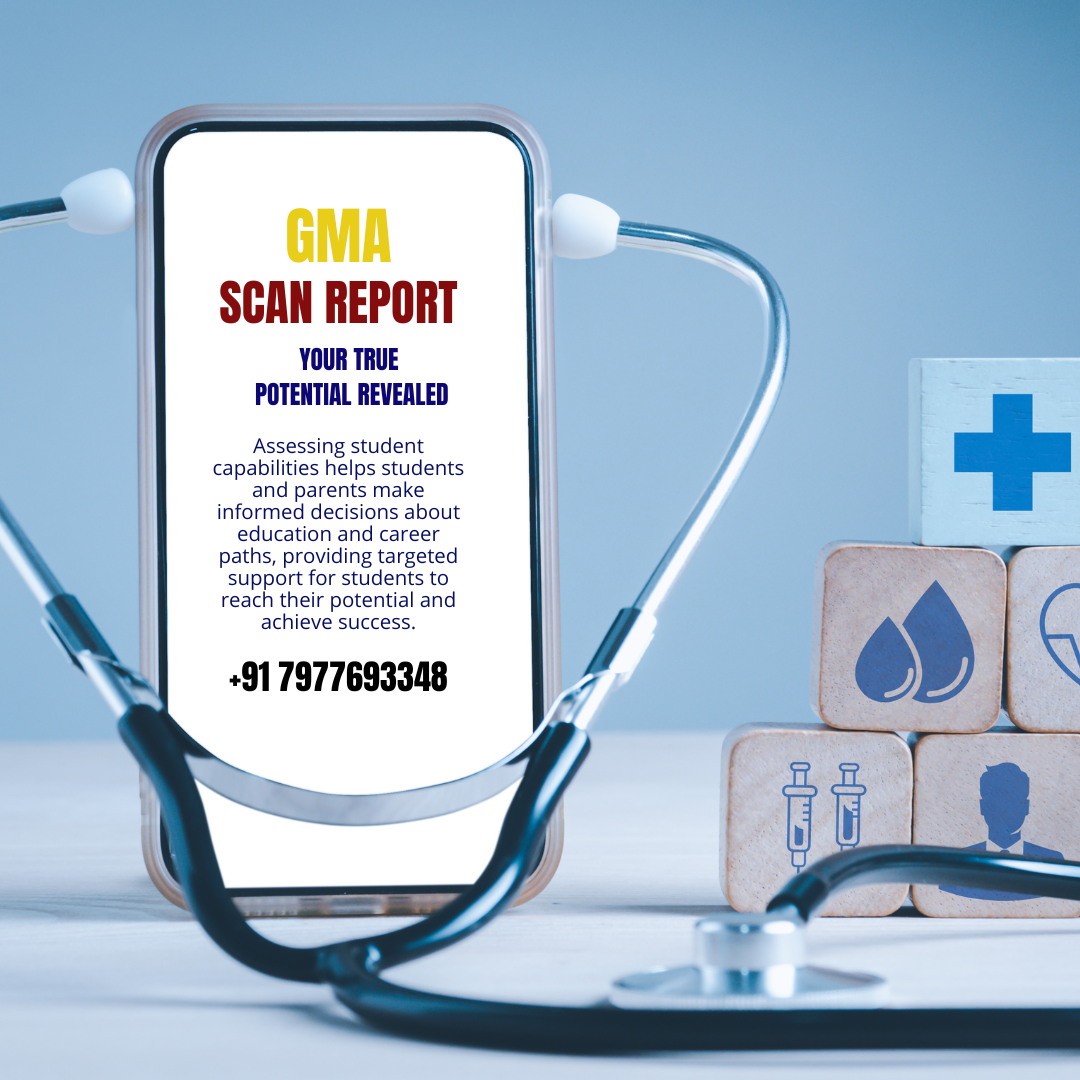 GMA
SCAN REPORT
YOUR TRUE
POTENTIAL REVEALED
Assessing student
capabilities helps students
and parents make
informed decisions about
education and career
paths, providing targeted
support for students to
reach their potential and
achieve success.
+91 7977693348